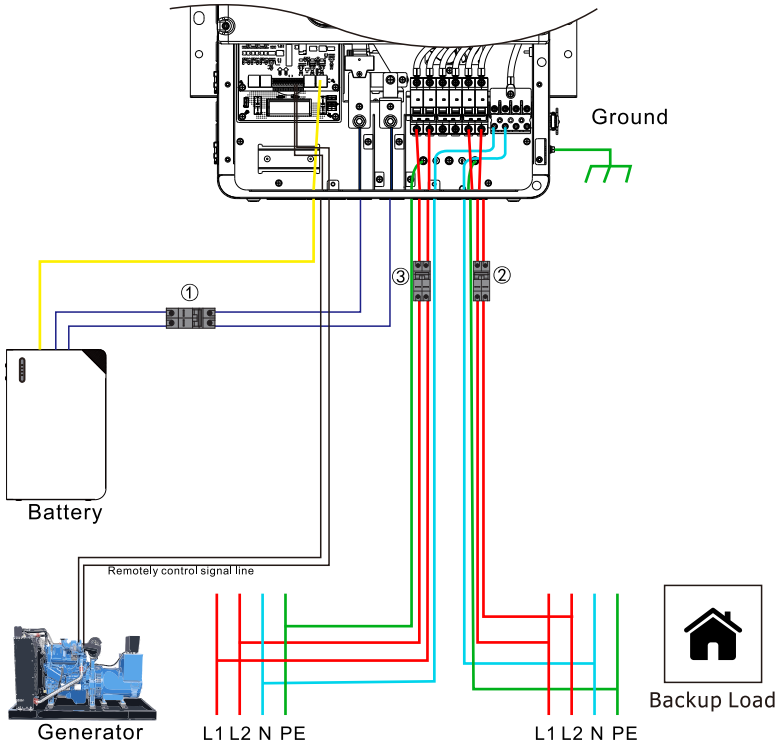 Ground
③
②
①
Battery
Remotely control signal line
Generator
L1 L2 N PE
L1 L2 N PE
Backup Load